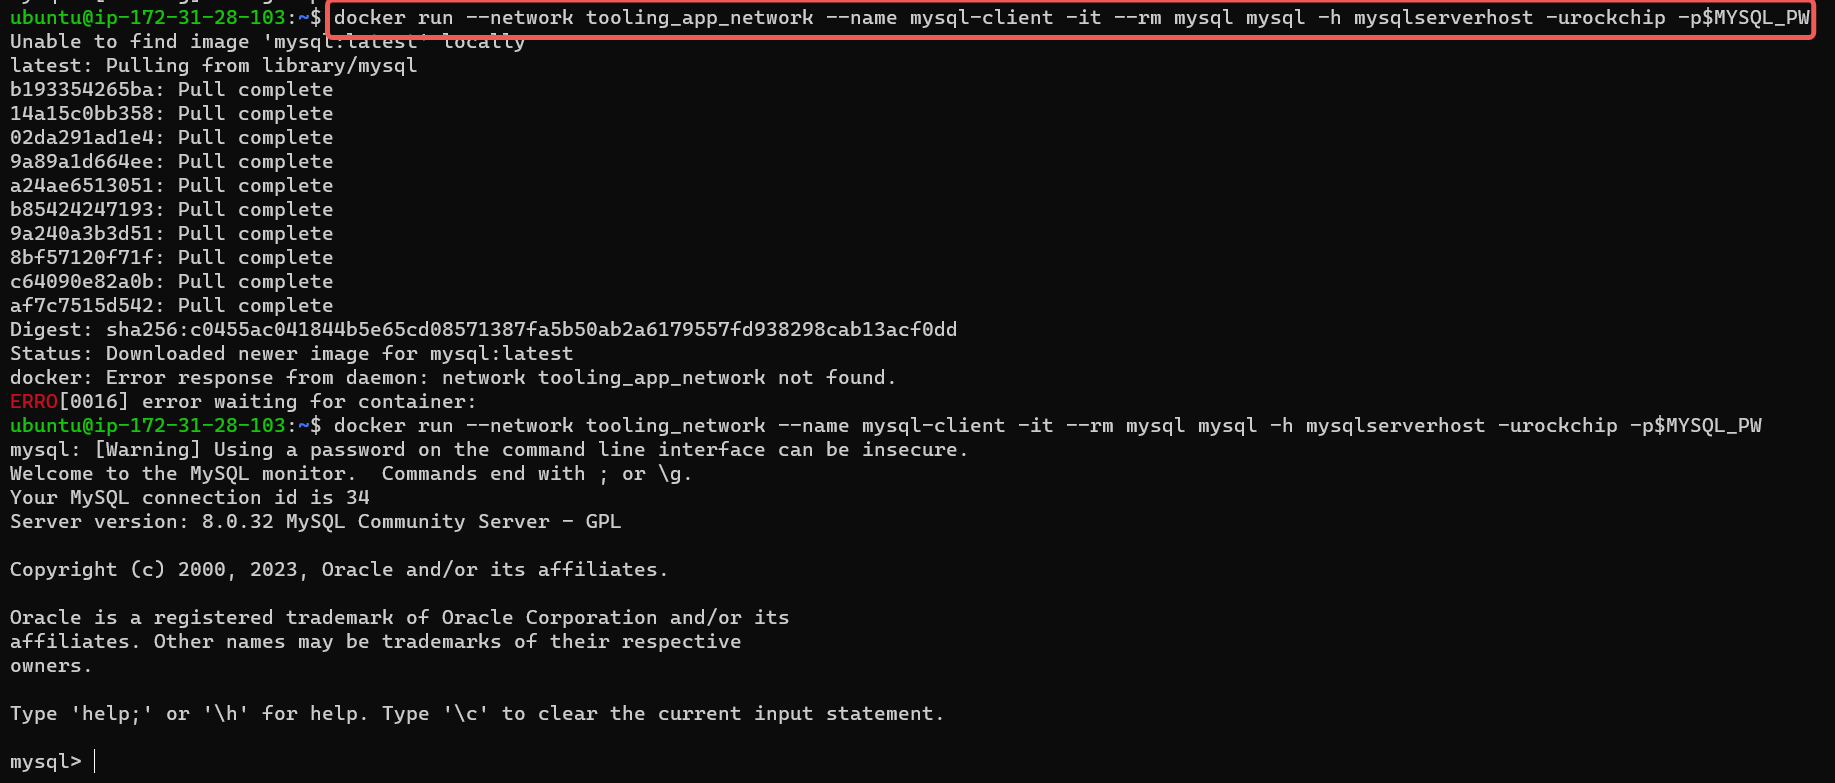 ubuntu@ip-172-31-28-103:~$ docker run --network tooling_app_network --name mysql-client -it --rm mysql mysql -h mysqlserverhost -urockchip -p$MYSQL_PW
Unable to find image 'mysql:latest' locally
latest: Pulling from library/mysql
b193354265ba: Pull complete
14a15c0bb358: Pull complete
02da291ad1e4: Pull complete
9a89a1d664ee: Pull complete
a24ae6513051: Pull complete
b85424247193: Pull complete
9a240a3b3d51: Pull complete
8bf57120f71f: Pull complete
c64090e82a0b: Pull complete
af7c7515d542: Pull complete
Digest: sha256:c0455ac041844b5e65cd08571387fa5b50ab2a6179557fd938298cab13acf0dd
Status: Downloaded newer image for mysql:latest
docker: Error response from daemon: network tooling_app_network not found.
ERRO[0016] error waiting for container:
ubuntu@ip-172-31-28-103:~$ docker run --network tooling_network --name mysql-client -it --rm mysql mysql -h mysqlserverhost -urockchip -p$MYSQL_PW
mysql: [Warning] Using a password on the command line interface can be insecure.
Welcome to the MySQL monitor.  Commands end with ; or \g.
Your MySQL connection id is 34
Server version: 8.0.32 MySQL Community Server - GPL
Copyright (c) 2000, 2023, Oracle and/or its affiliates.
Oracle is a registered trademark of Oracle Corporation and/or its
affiliates. Other names may be trademarks of their respective
owners.
Type 'help;' or '\h' for help. Type '\c' to clear the current input statement.
mysql>